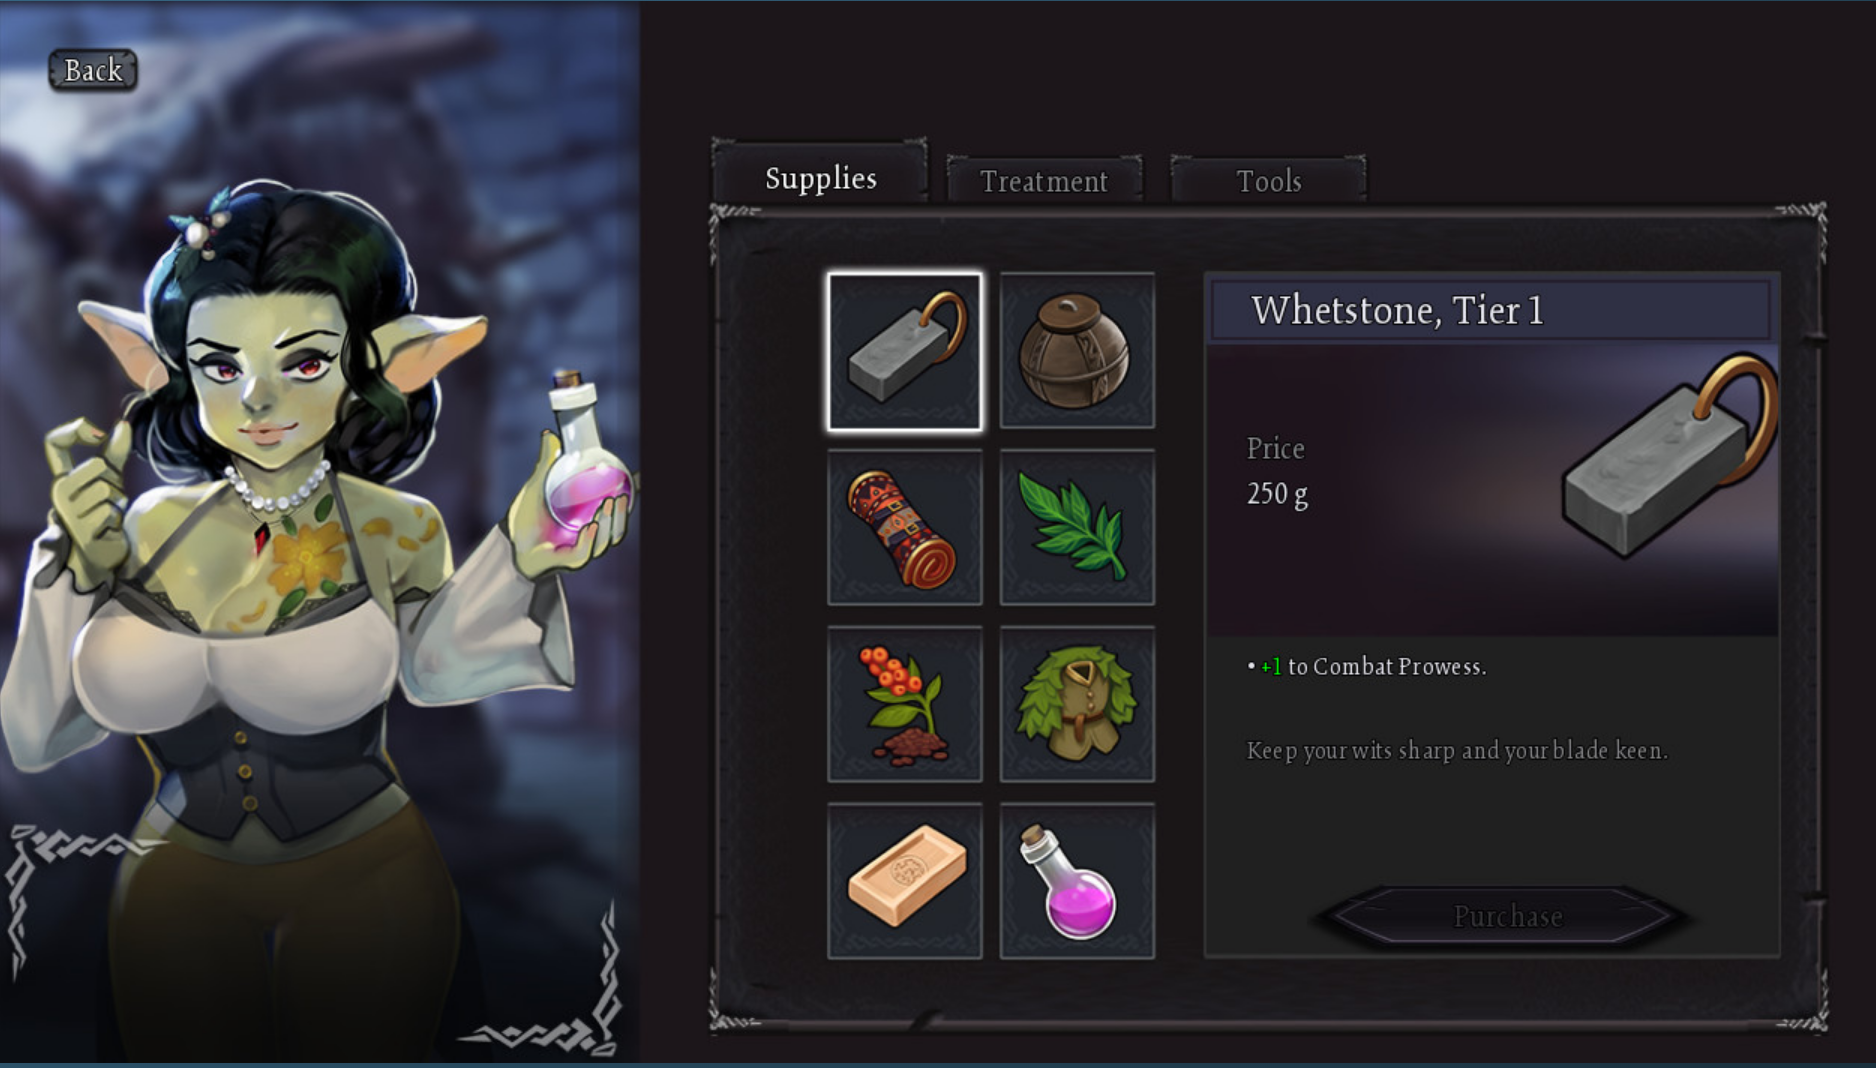 Back
Supplies
Treatment
Tools
Whetstone, Tier 1
Price
250 g
• +1 to Combat Prowess.
Keep your wits sharp and your blade keen.
Purchase